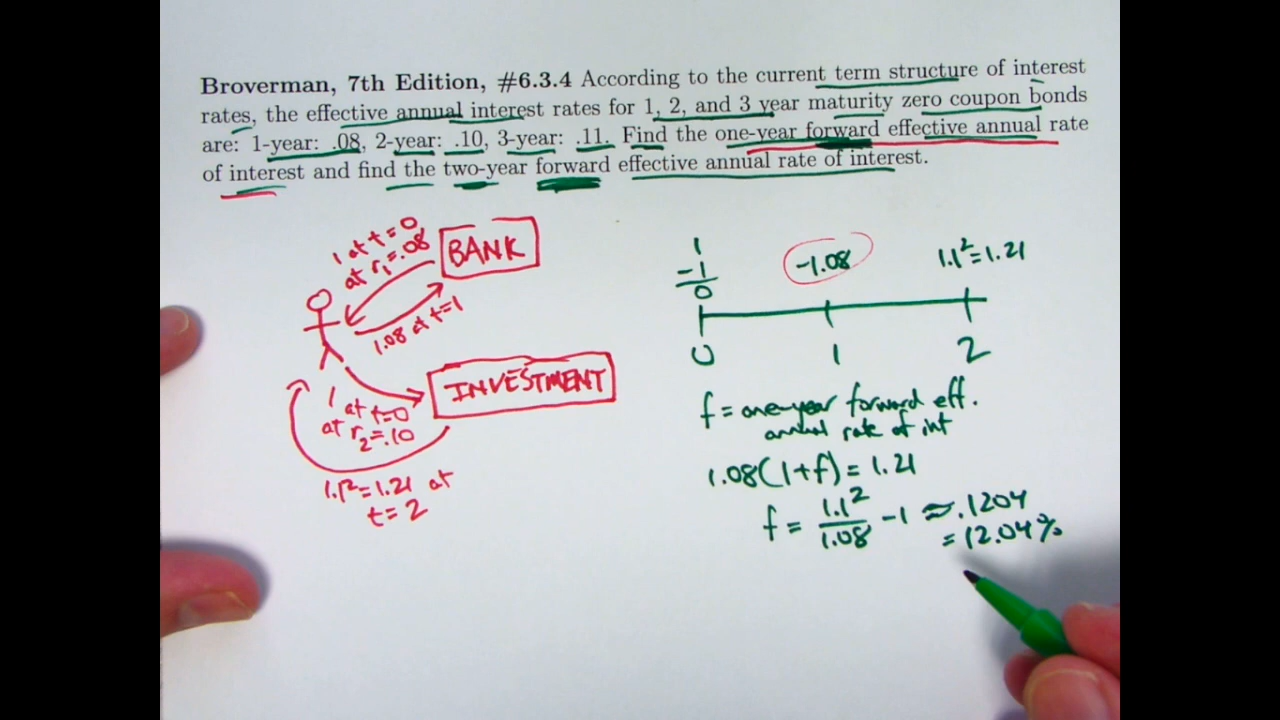 Broverman, 7th Edition, #6.3.4 According to the current term structure of interest
rates, the effective annual interest rates for 1, 2, and 3 year maturity zero coupon bonds
are: 1-year: .08, 2-year: .10, 3-year: .11. Find the one-year forward effective annual rate
of interest and find the two-year forward effective annual rate of interest.
1 at t=0
at r₁=.08
BANK
1.08 at t=1
INVESTMENT
1 at t=0
at r₂=.10
1.1²=1.21 at
t=2
1
-1
0
-1.08
1.1²=1.21
0
1
2
f=one-year forward eff.
annual rate of int
1.08(1+f)=1.21
f = 1.1²/1.08 -1 ≈ .1204
= 12.04%